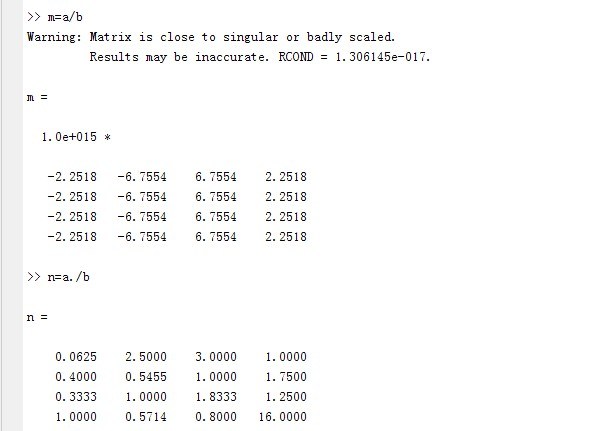 >> m=a/b
Warning: Matrix is close to singular or badly scaled.
Results may be inaccurate. RCOND = 1.306145e-017.
m =
1.0e+015 *
-2.2518 -6.7554 6.7554 2.2518
-2.2518 -6.7554 6.7554 2.2518
-2.2518 -6.7554 6.7554 2.2518
-2.2518 -6.7554 6.7554 2.2518
>> n=a./b
n =
0.0625 2.5000 3.0000 1.0000
0.4000 0.5455 1.0000 1.7500
0.3333 1.0000 1.8333 1.2500
1.0000 0.5714 0.8000 16.0000